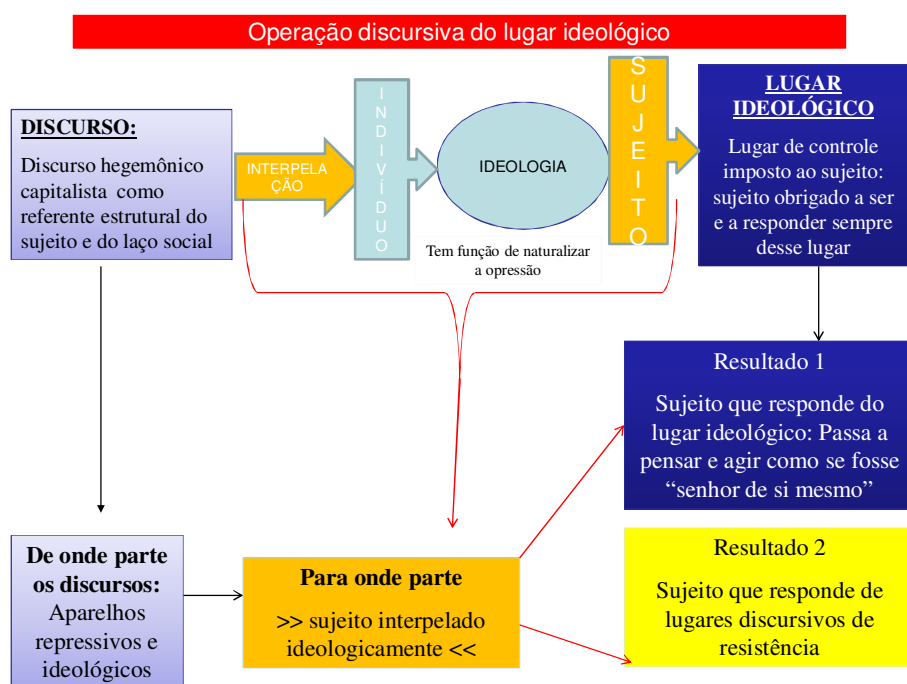 Operação discursiva do lugar ideológico
DISCURSO:
Discurso hegemônico
capitalista como
referente estrutural do
sujeito e do laço social
INTERPELA
ÇÃO
INDIVÍDUO
IDEOLOGIA
Tem função de naturalizar
a opressão
SUJEITO
LUGAR
IDEOLÓGICO
Lugar de controle
imposto ao sujeito:
sujeito obrigado a ser
e a responder sempre
desse lugar
De onde parte
os discursos:
Aparelhos
repressivos e
ideológicos
Para onde parte
>> sujeito interpelado
ideologicamente <<
Resultado 1
Sujeito que responde do
lugar ideológico: Passa a
pensar e agir como se fosse
“senhor de si mesmo”
Resultado 2
Sujeito que responde de
lugares discursivos de
resistência